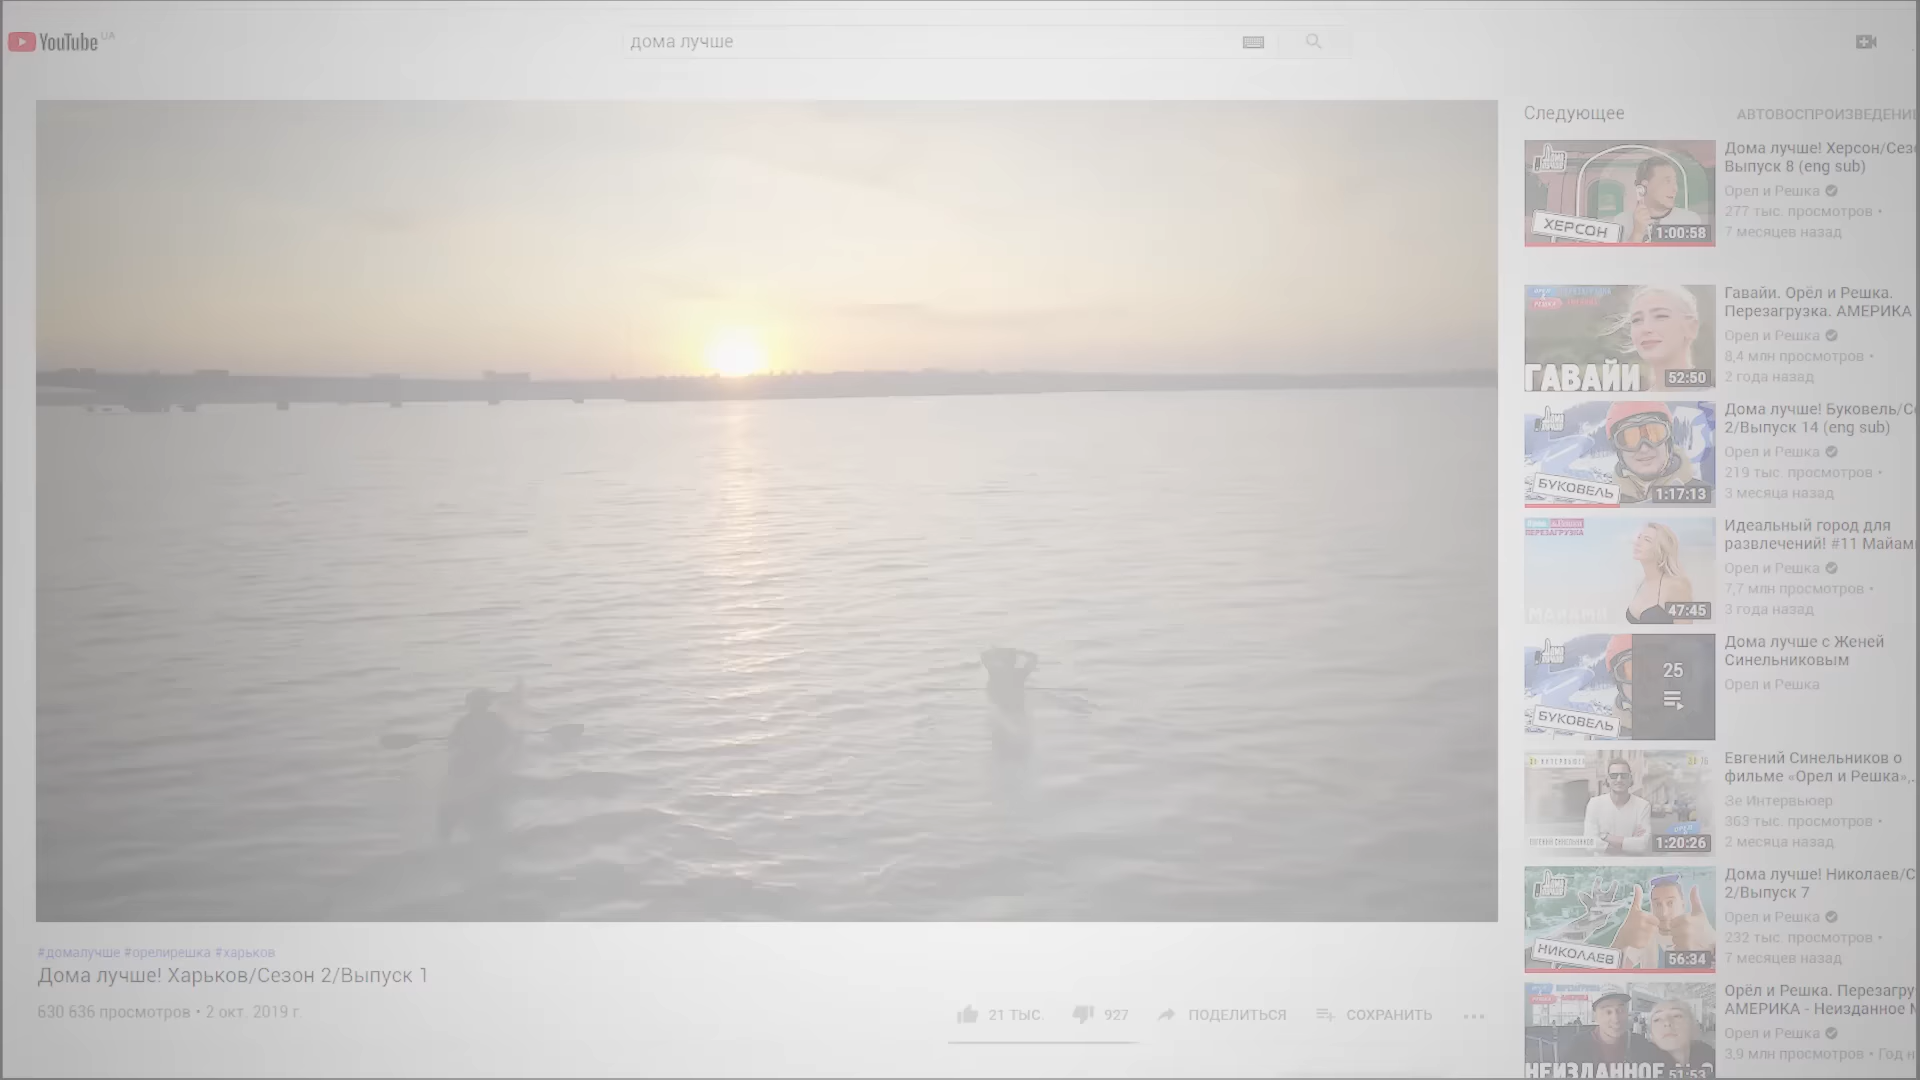 YouTube UA
дома лучше
Следующее
АВТОВОСПРОИЗВЕДЕНИ
ХЕРСОН
1:00:58
Дома лучше! Херсон/Сез
Выпуск 8 (eng sub)
Орел и Решка
277 тыс. просмотров •
7 месяцев назад
ГАВАЙИ
52:50
Гавайи. Орёл и Решка.
Перезагрузка. АМЕРИКА
Орел и Решка
8,4 млн просмотров •
2 года назад
БУКОВЕЛЬ
1:17:13
Дома лучше! Буковель/С
2/Выпуск 14 (eng sub)
Орел и Решка
219 тыс. просмотров •
3 месяца назад
ПЕРЕЗАГРУЗКА
МАЙАМИ
47:45
Идеальный город для
развлечений! #11 Майам
Орел и Решка
7,7 млн просмотров •
3 года назад
БУКОВЕЛЬ
25
Дома лучше с Женей
Синельниковым
Орел и Решка
1:20:26
Евгений Синельников о
фильме «Орел и Решка»,..
Зе Интервьюер
363 тыс. просмотров •
2 месяца назад
НИКОЛАЕВ
56:34
Дома лучше! Николаев/С
2/Выпуск 7
Орел и Решка
232 тыс. просмотров •
7 месяцев назад
НЕИЗДАННОЕ
51:53
Орёл и Решка. Перезагру
АМЕРИКА - Неизданное
Орел и Решка
3,9 млн просмотров • Год н
#домалучше #орелирешка #харьков
Дома лучше! Харьков/Сезон 2/Выпуск 1
630 636 просмотров • 2 окт. 2019 г.
21 ТЫС.
927
ПОДЕЛИТЬСЯ
СОХРАНИТЬ